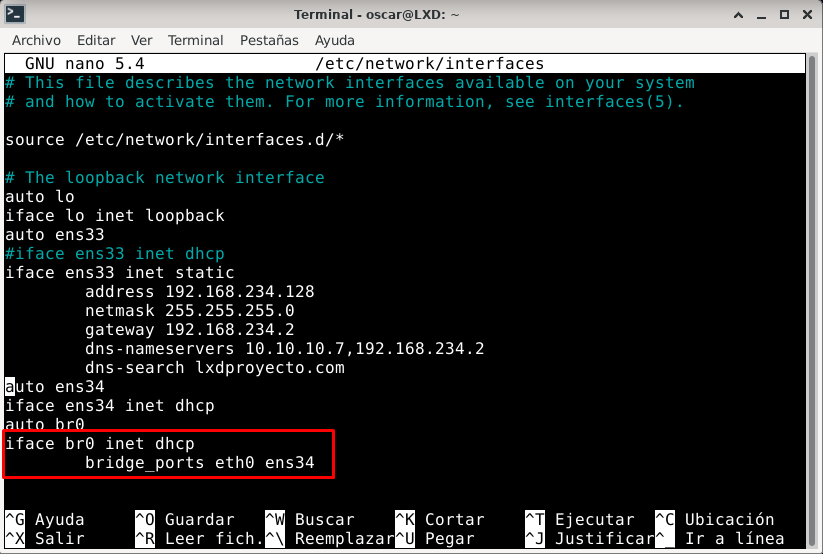 Terminal - oscar@LXD: ~
Archivo Editar Ver Terminal Pestañas Ayuda
GNU nano 5.4 /etc/network/interfaces
# This file describes the network interfaces available on your system
# and how to activate them. For more information, see interfaces(5).
source /etc/network/interfaces.d/*
# The loopback network interface
auto lo
iface lo inet loopback
auto ens33
#iface ens33 inet dhcp
iface ens33 inet static
address 192.168.234.128
netmask 255.255.255.0
gateway 192.168.234.2
dns-nameservers 10.10.10.7,192.168.234.2
dns-search lxdproyecto.com
auto ens34
iface ens34 inet dhcp
auto br0
iface br0 inet dhcp
bridge_ports eth0 ens34
^G Ayuda ^O Guardar ^W Buscar ^K Cortar ^T Ejecutar ^C Ubicación
^X Salir ^R Leer fich. ^\ Reemplazar ^U Pegar ^J Justificar ^_ Ir a línea